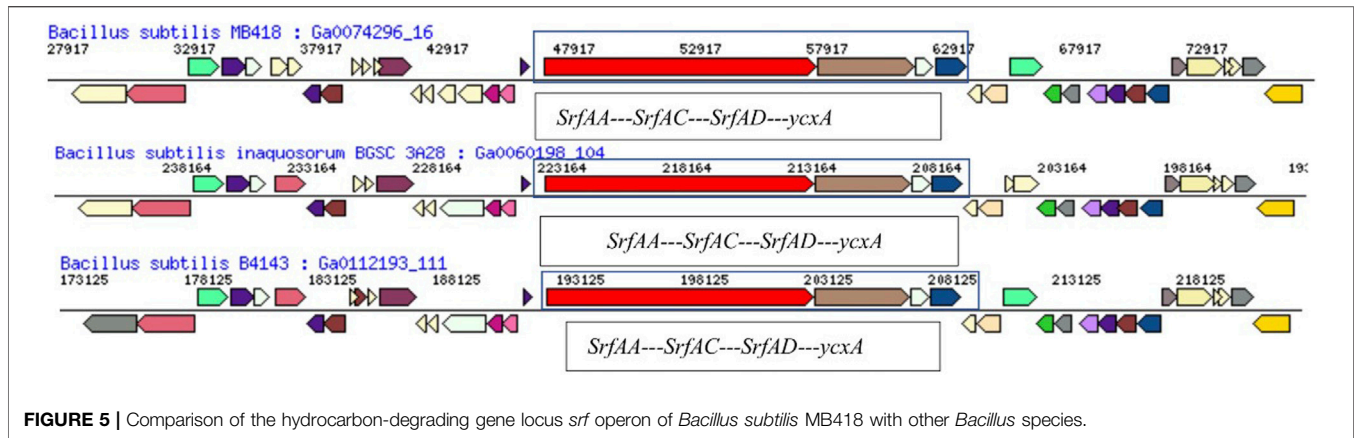 Bacillus subtilis MB418 : Ga0074296_16
27917 32917 37917 42917 47917 52917 57917 62917 67917 72917
SrfAA---SrfAC---SrfAD---ycxA
Bacillus subtilis inaquosorum BGSC 3A28 : Ga0060198_104
238164 233164 228164 223164 218164 213164 208164 203164 198164 193
SrfAA---SrfAC---SrfAD---ycxA
Bacillus subtilis B4143 : Ga0112193_111
173125 178125 183125 188125 193125 198125 203125 208125 213125 218125
SrfAA---SrfAC---SrfAD---ycxA
FIGURE 5 | Comparison of the hydrocarbon-degrading gene locus srf operon of Bacillus subtilis MB418 with other Bacillus species.